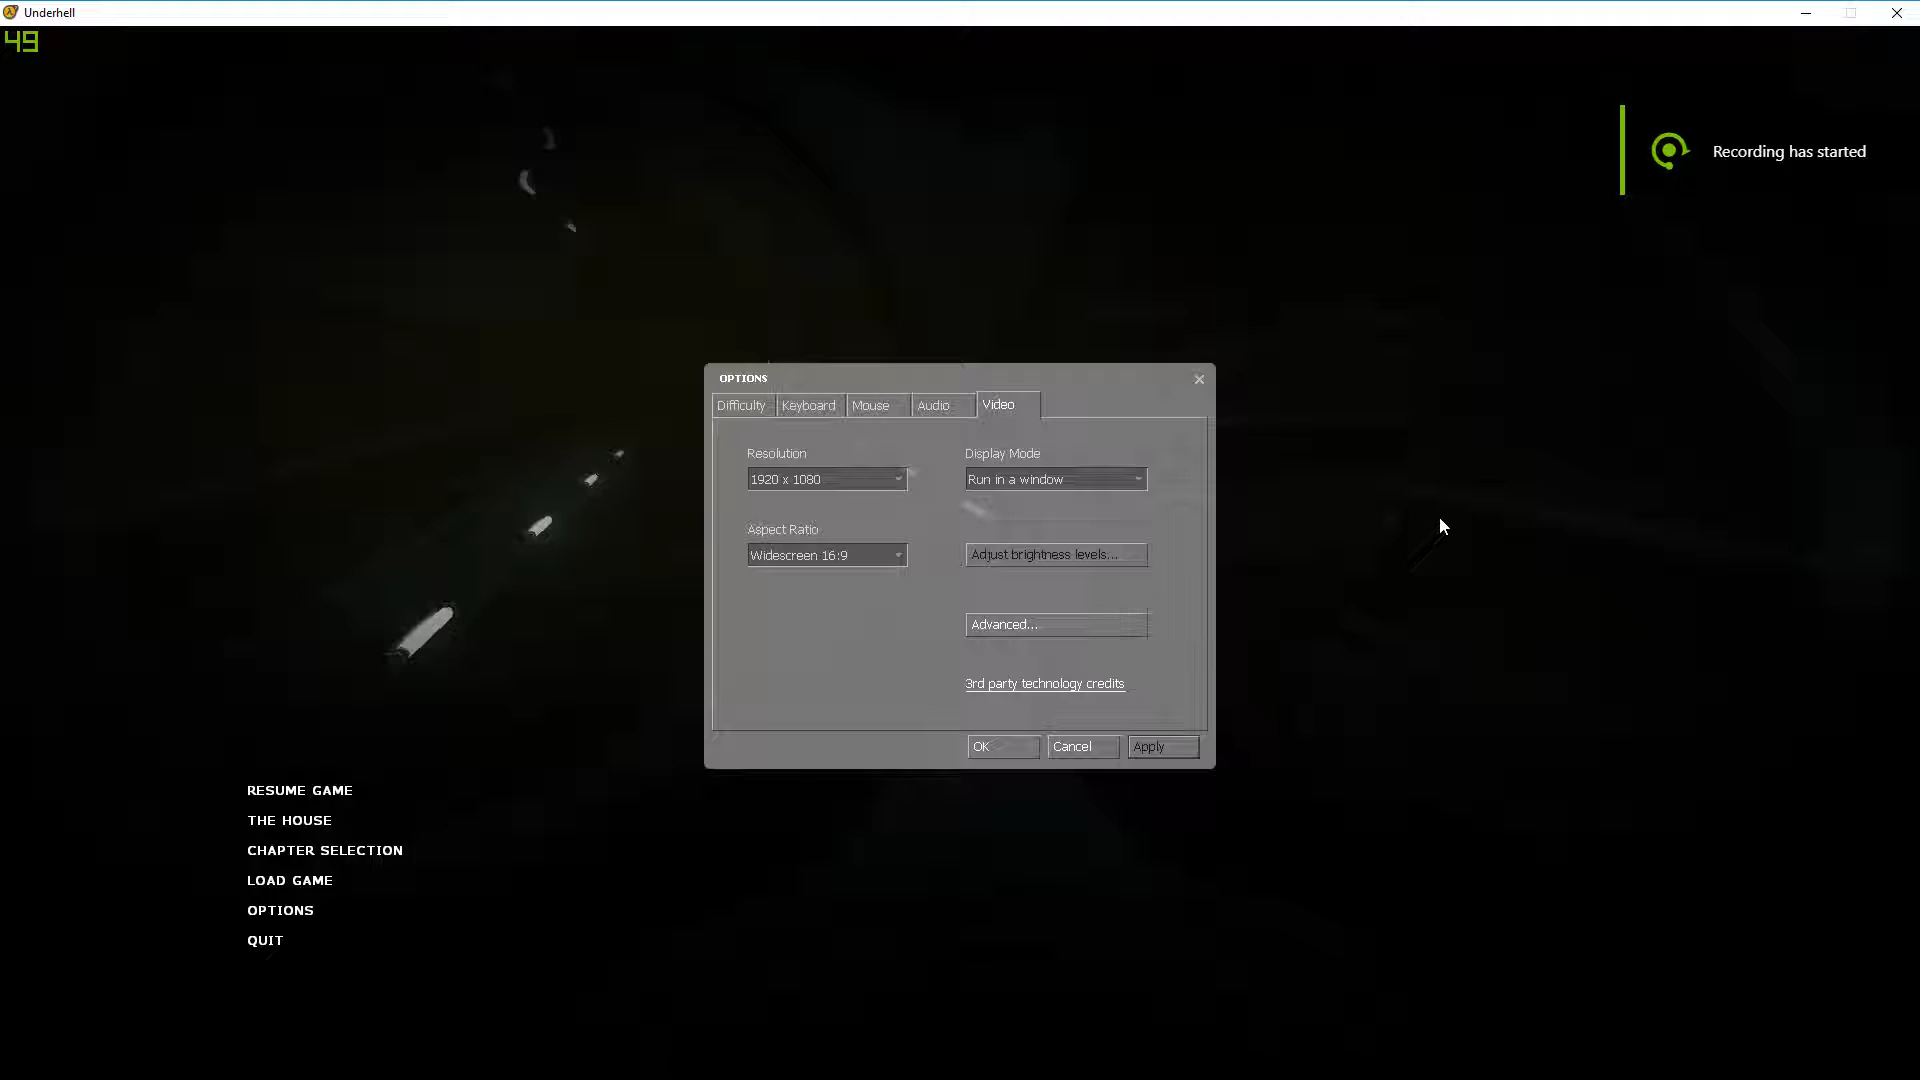 Underhell
49
Recording has started
OPTIONS
Difficulty Keyboard Mouse Audio Video
Resolution Display Mode
1920 x 1080 Run in a window
Aspect Ratio
Widescreen 16:9 Adjust brightness levels...
Advanced...
3rd party technology credits
OK Cancel Apply
RESUME GAME
THE HOUSE
CHAPTER SELECTION
LOAD GAME
OPTIONS
QUIT